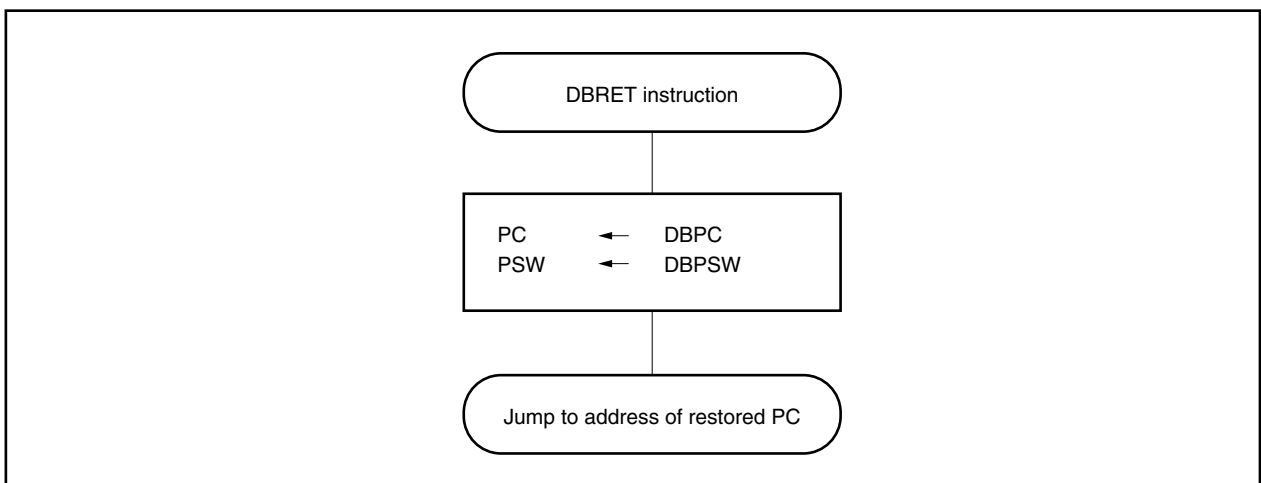 DBRET instruction
PC ← DBPC
PSW ← DBPSW
Jump to address of restored PC